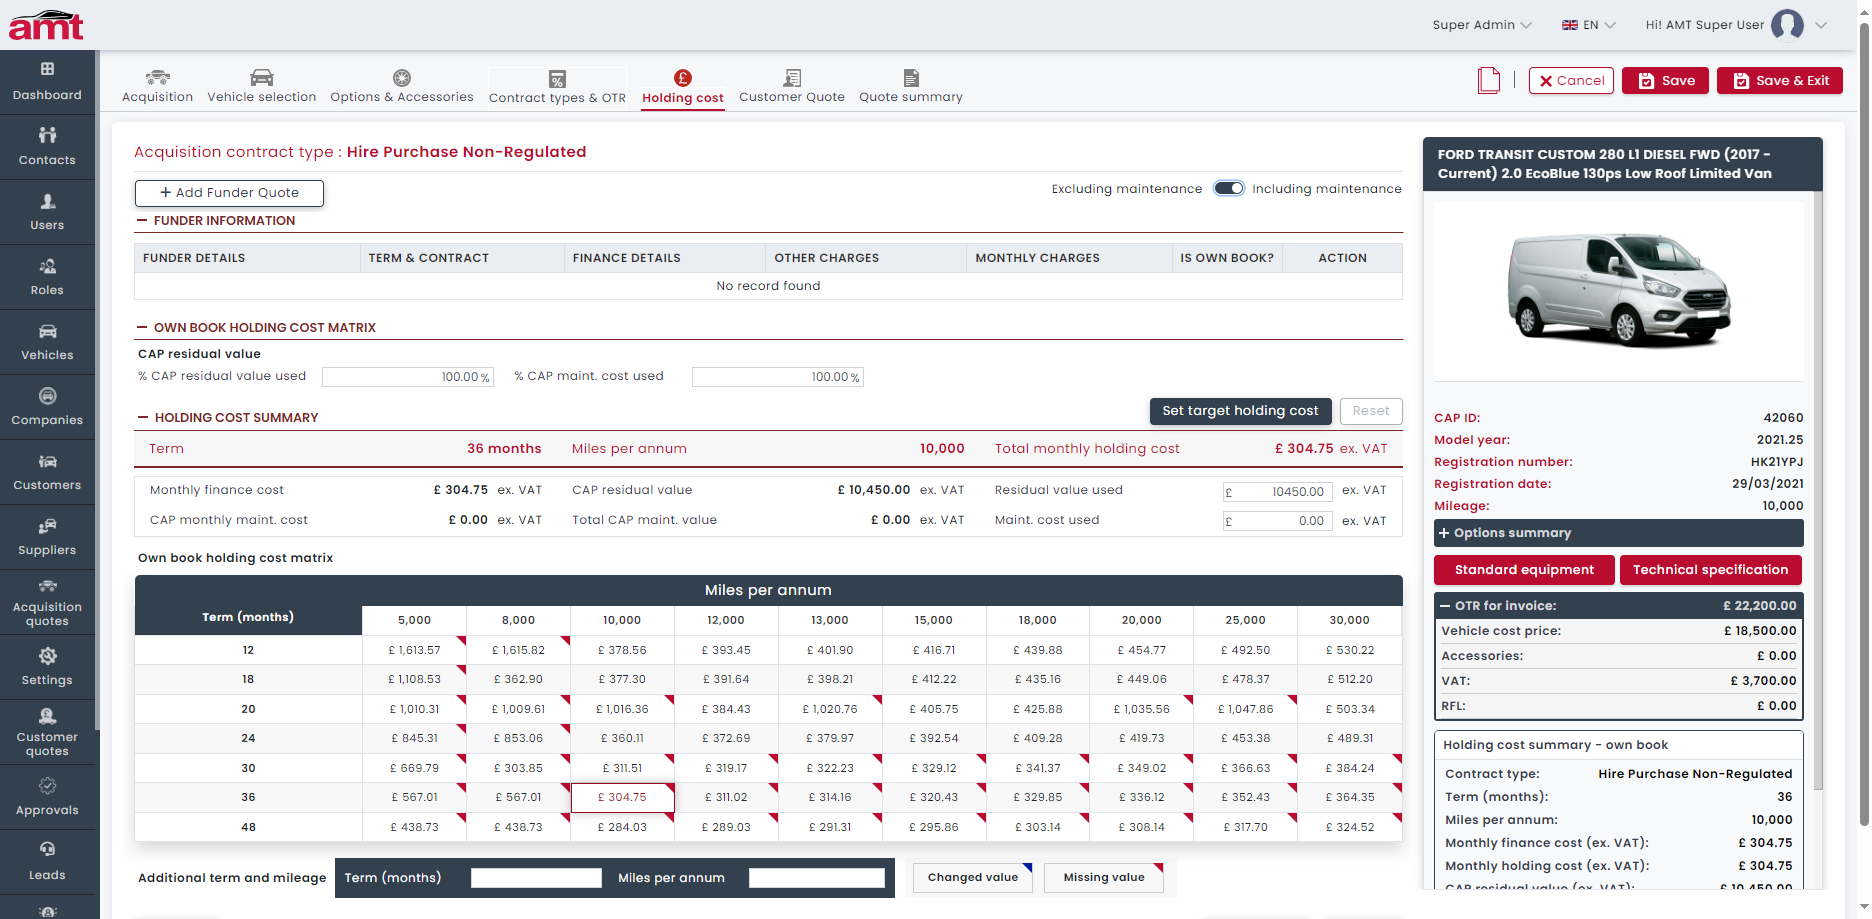 amt
Super Admin
EN
Hi! AMT Super User
Dashboard
Contacts
Users
Roles
Vehicles
Companies
Customers
Suppliers
Acquisition
quotes
Settings
Customer
quotes
Approvals
Leads
Acquisition
Vehicle selection
Options & Accessories
Contract types & OTR
Holding cost
Customer Quote
Quote summary
Cancel
Save
Save & Exit
Acquisition contract type : Hire Purchase Non-Regulated
+ Add Funder Quote
Excluding maintenance Including maintenance
FUNDER INFORMATION
FUNDER DETAILS TERM & CONTRACT FINANCE DETAILS OTHER CHARGES MONTHLY CHARGES IS OWN BOOK? ACTION
No record found
OWN BOOK HOLDING COST MATRIX
CAP residual value
% CAP residual value used 100.00 % % CAP maint. cost used 100.00 %
HOLDING COST SUMMARY
Set target holding cost Reset
Term 36 months Miles per annum 10,000 Total monthly holding cost £ 304.75 ex. VAT
Monthly finance cost £ 304.75 ex. VAT CAP residual value £ 10,450.00 ex. VAT Residual value used £ 10450.00 ex. VAT
CAP monthly maint. cost £ 0.00 ex. VAT Total CAP maint. value £ 0.00 ex. VAT Maint. cost used £ 0.00 ex. VAT
Own book holding cost matrix
Miles per annum
Term (months) 5,000 8,000 10,000 12,000 13,000 15,000 18,000 20,000 25,000 30,000
12 £ 1,613.57 £ 1,615.82 £ 378.56 £ 393.45 £ 401.90 £ 416.71 £ 439.88 £ 454.77 £ 492.50 £ 530.22
18 £ 1,108.53 £ 362.90 £ 377.30 £ 391.64 £ 398.21 £ 412.22 £ 435.16 £ 449.06 £ 478.37 £ 512.20
20 £ 1,010.31 £ 1,009.61 £ 1,016.36 £ 384.43 £ 1,020.76 £ 405.75 £ 425.88 £ 1,035.56 £ 1,047.86 £ 503.34
24 £ 845.31 £ 853.06 £ 360.11 £ 372.69 £ 379.97 £ 392.54 £ 409.28 £ 419.73 £ 453.38 £ 489.31
30 £ 669.79 £ 303.85 £ 311.51 £ 319.17 £ 322.23 £ 329.12 £ 341.37 £ 349.02 £ 366.63 £ 384.24
36 £ 567.01 £ 567.01 £ 304.75 £ 311.02 £ 314.16 £ 320.43 £ 329.85 £ 336.12 £ 352.43 £ 364.35
48 £ 438.73 £ 438.73 £ 284.03 £ 289.03 £ 291.31 £ 295.86 £ 303.14 £ 308.14 £ 317.70 £ 324.52
Additional term and mileage Term (months) Miles per annum Changed value Missing value
FORD TRANSIT CUSTOM 280 L1 DIESEL FWD (2017 -
Current) 2.0 EcoBlue 130ps Low Roof Limited Van
CAP ID: 42060
Model year: 2021.25
Registration number: HK21YPJ
Registration date: 29/03/2021
Mileage: 10,000
+ Options summary
Standard equipment Technical specification
OTR for invoice: £ 22,200.00
Vehicle cost price: £ 18,500.00
Accessories: £ 0.00
VAT: £ 3,700.00
RFL: £ 0.00
Holding cost summary - own book
Contract type: Hire Purchase Non-Regulated
Term (months): 36
Miles per annum: 10,000
Monthly finance cost (ex. VAT): £ 304.75
Monthly holding cost (ex. VAT): £ 304.75
CAP residual value (ex. VAT): £ 10,450.00